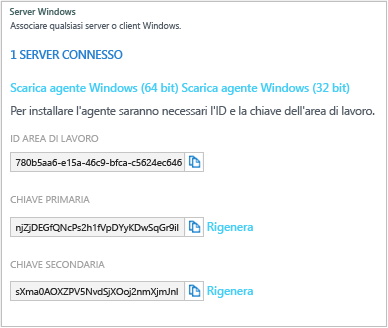 Server Windows
Associare qualsiasi server o client Windows.
1 SERVER CONNESSO
Scarica agente Windows (64 bit) Scarica agente Windows (32 bit)
Per installare l'agente saranno necessari l'ID e la chiave dell'area di lavoro.
ID AREA DI LAVORO
780b5aa6-e15a-46c9-bfca-c5624ec646
CHIAVE PRIMARIA
njZjDEGfQNcPs2h1fVpDYyKDwSqGr9iI
Rigenera
CHIAVE SECONDARIA
sXma0AOXZPV5NvdSjXOoj2nmXjmJnI
Rigenera